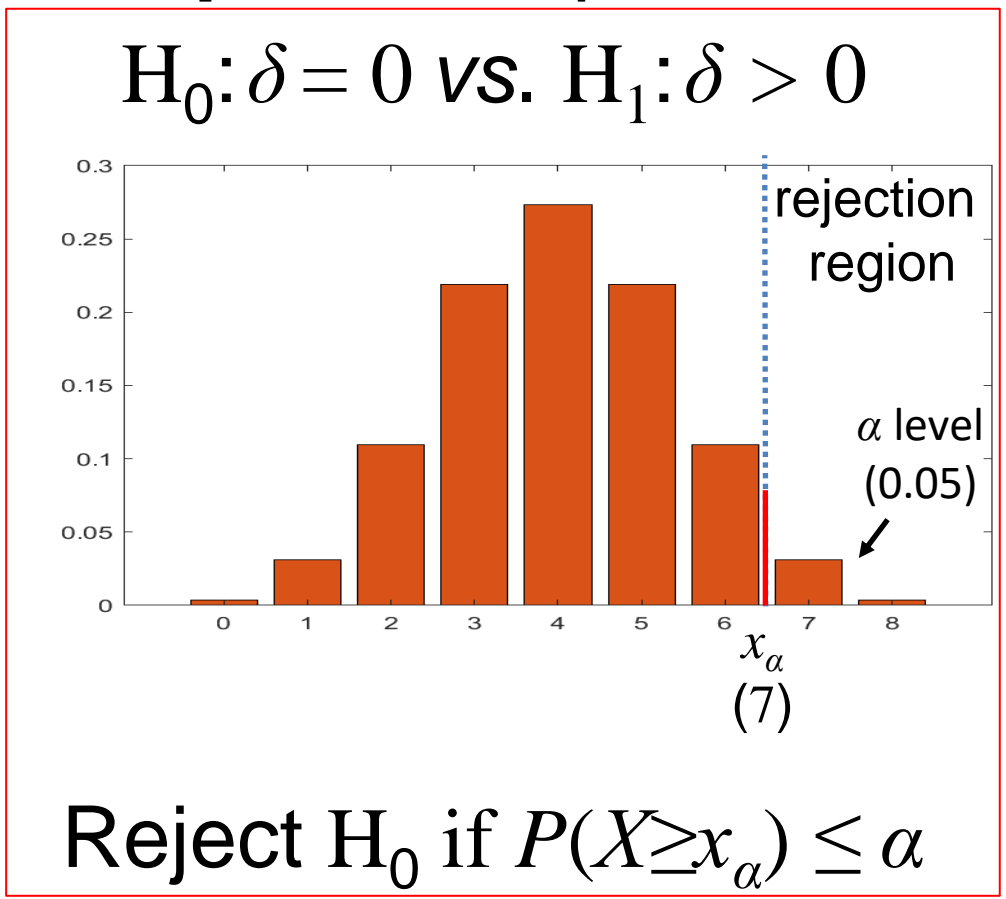 H₀: δ = 0 vs. H₁: δ > 0
0.3
0.25
0.2
0.15
0.1
0.05
0
rejection
region
α level
(0.05)
0 1 2 3 4 5 6 7 8
xα
(7)
Reject H₀ if P(X≥xα) ≤ α